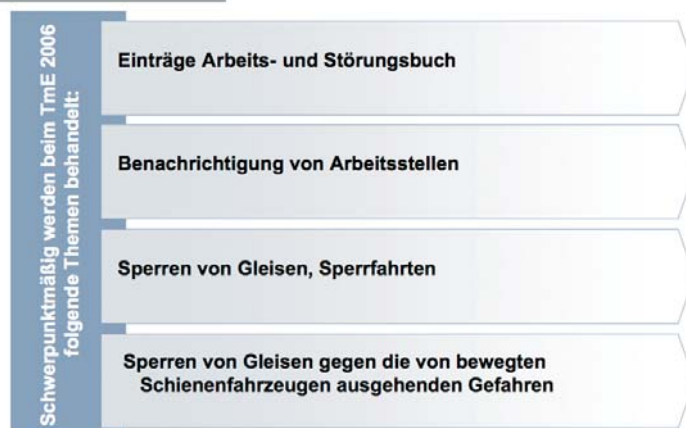 Schwerpunktmäßig werden beim TmE 2006
folgende Themen behandelt:
Einträge Arbeits- und Störungsbuch
Benachrichtigung von Arbeitsstellen
Sperren von Gleisen, Sperrfahrten
Sperren von Gleisen gegen die von bewegten
Schienenfahrzeugen ausgehenden Gefahren